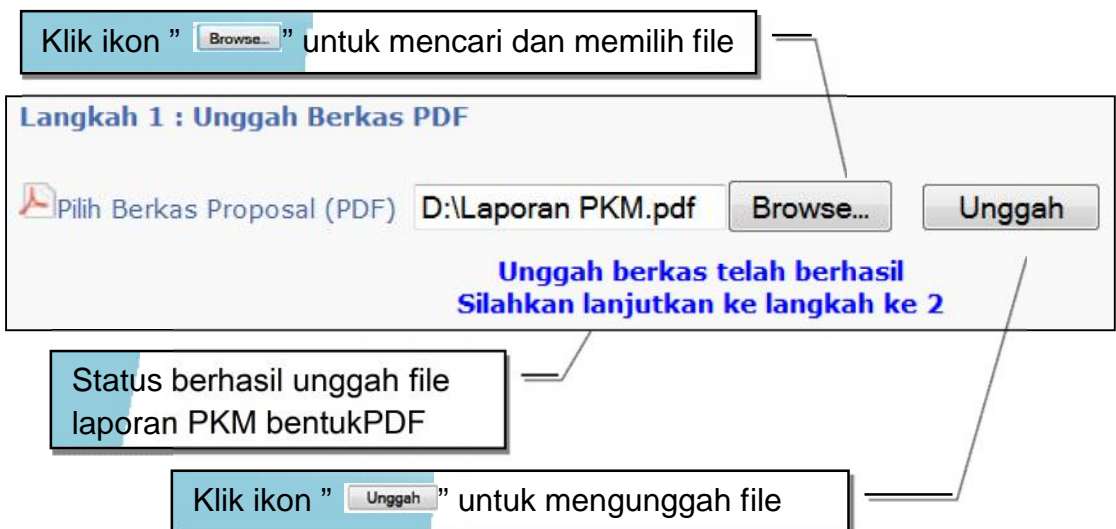 Klik ikon ” Browse... ” untuk mencari dan memilih file
Langkah 1 : Unggah Berkas PDF
Pilih Berkas Proposal (PDF) D:\Laporan PKM.pdf Browse... Unggah
Unggah berkas telah berhasil
Silahkan lanjutkan ke langkah ke 2
Status berhasil unggah file
laporan PKM bentukPDF
Klik ikon ” Unggah ” untuk mengunggah file